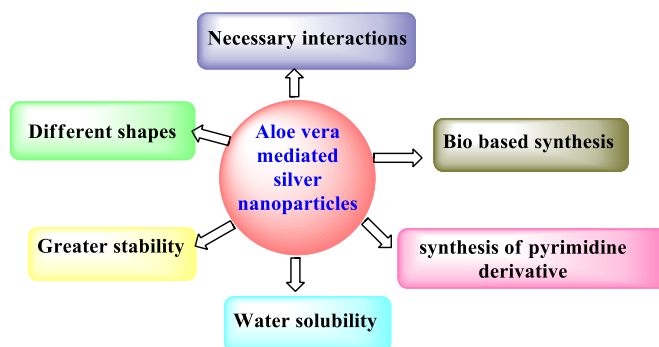 Necessary interactions
Different shapes
Aloe vera
mediated
silver
nanoparticles
Bio based synthesis
Greater stability
synthesis of pyrimidine
derivative
Water solubility